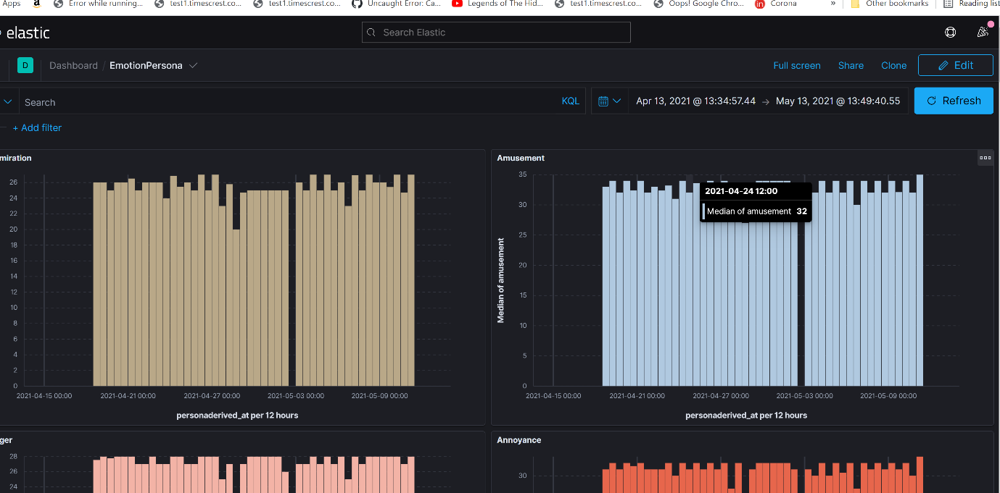 Apps Error while running... test1.timescrest.co... test1.timescrest.co... Uncaught Error: Ca... Legends of The Hid... test1.timescrest.co... Oops! Google Chro... in Corona » Other bookmarks Reading list
elastic Search Elastic
D Dashboard / EmotionPersona Full screen Share Clone Edit
Search KQL Apr 13, 2021 @ 13:34:57.44 → May 13, 2021 @ 13:49:40.55 Refresh
+ Add filter
miration
26
24
22
20
18
16
14
12
10
8
6
4
2
0
2021-04-15 00:00 2021-04-21 00:00 2021-04-27 00:00 2021-05-03 00:00 2021-05-09 00:00
personaderived_at per 12 hours
Amusement
Median of amusement
35
30
25
20
15
10
5
0
2021-04-24 12:00
Median of amusement 32
2021-04-15 00:00 2021-04-21 00:00 2021-04-27 00:00 2021-05-03 00:00 2021-05-09 00:00
personaderived_at per 12 hours
ger
28
26
24
Annoyance
30